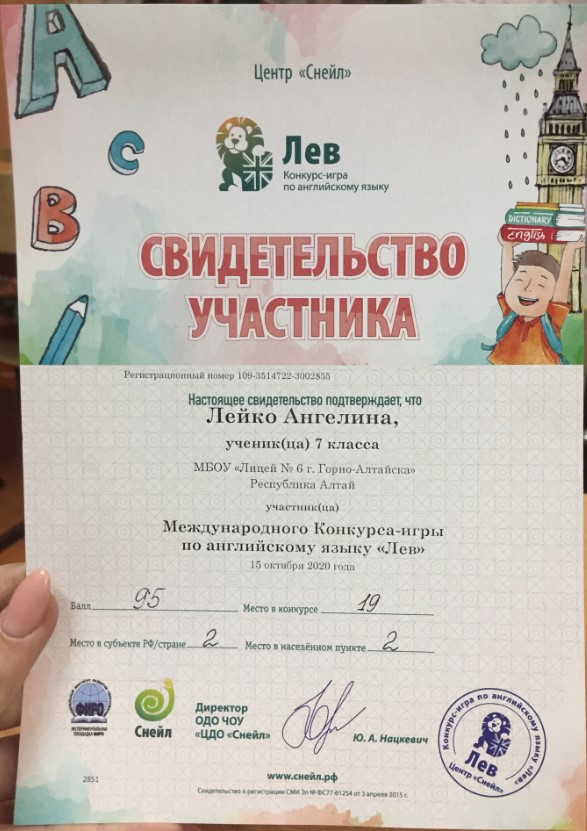 A
C
B
Центр «Снейл»
Лев
Конкурс-игра
по английскому языку
DICTIONARY
English
СВИДЕТЕЛЬСТВО
УЧАСТНИКА
Регистрационный номер 109-3514722-3002855
Настоящее свидетельство подтверждает, что
Лейко Ангелина,
ученик(ца) 7 класса
МБОУ «Лицей № 6 г. Горно-Алтайска»
Республика Алтай
участник(ца)
Международного Конкурса-игры
по английскому языку «Лев»
15 октября 2020 года
Балл 95 Место в конкурсе 19
Место в субъекте РФ/стране 2 Место в населённом пункте 2
ФИРО
Снейл
Директор
ОДО ЧОУ
«ЦДО «Снейл»
Ю. А. Нацкевич
Конкурс-игра по английскому языку «Лев»
Лев
Центр «Снейл»
2851
www.снейл.рф
Свидетельство о регистрации СМИ Эл № ФС77-61254 от 3 апреля 2015 г.